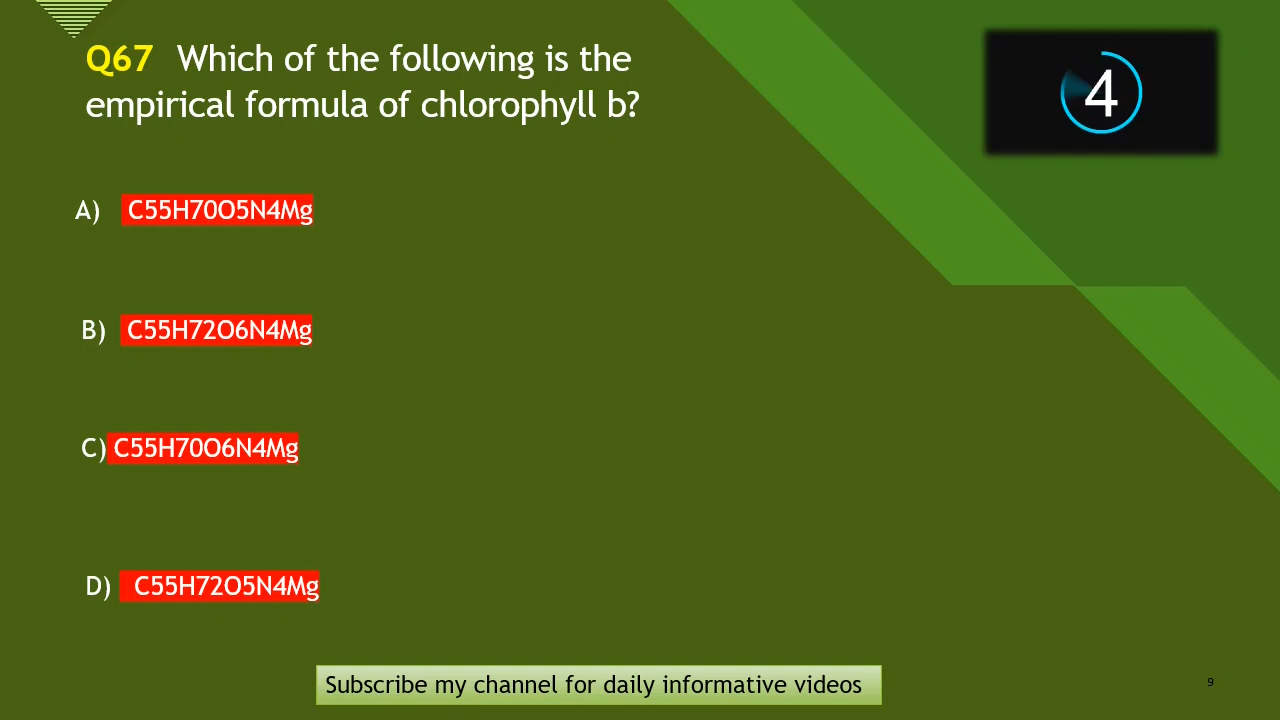 Q67 Which of the following is the
empirical formula of chlorophyll b?
4
A) C55H70O5N4Mg
B) C55H72O6N4Mg
C) C55H70O6N4Mg
D) C55H72O5N4Mg
Subscribe my channel for daily informative videos
9